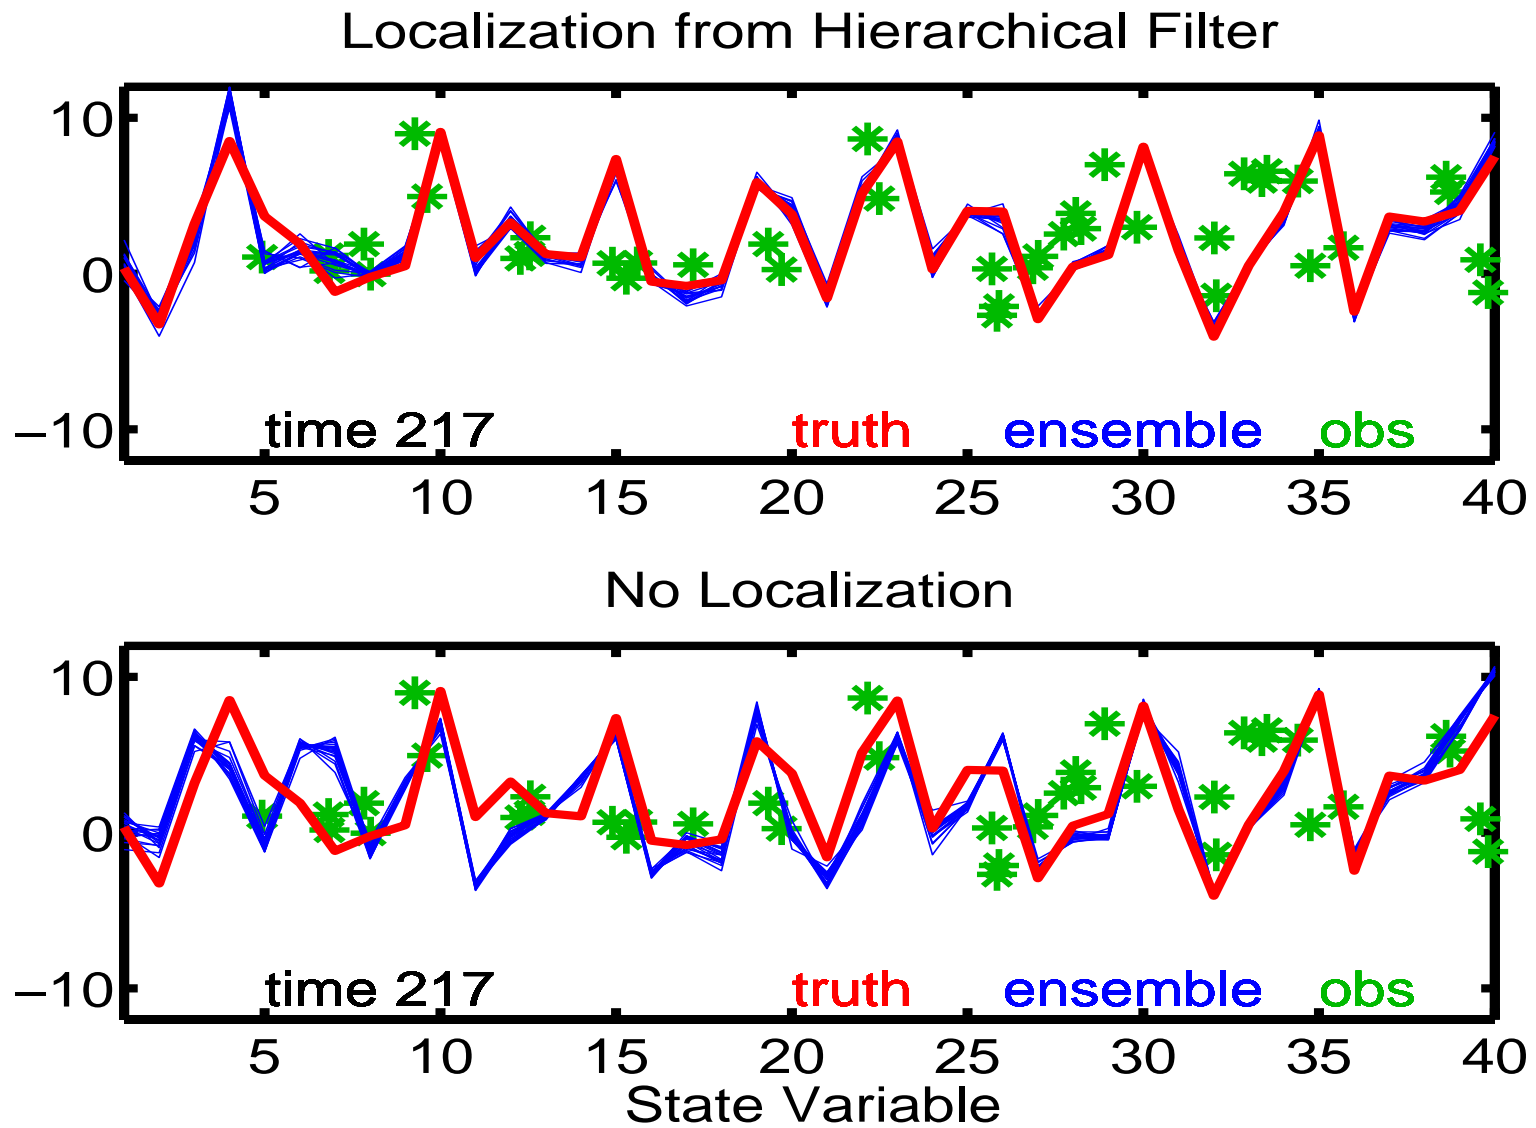 Localization from Hierarchical Filter
10
0
−10
time 217 truth ensemble obs
5 10 15 20 25 30 35 40
No Localization
10
0
−10
time 217 truth ensemble obs
5 10 15 20 25 30 35 40
State Variable